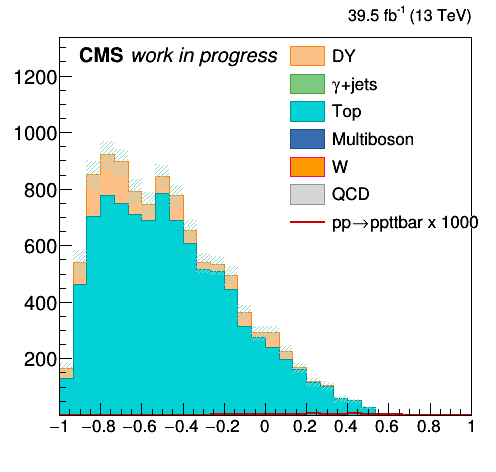 39.5 fb⁻¹ (13 TeV)
CMS work in progress
DY
γ+jets
Top
Multiboson
W
QCD
pp→ppttbar x 1000
1200
1000
800
600
400
200
−1 −0.8 −0.6 −0.4 −0.2 0 0.2 0.4 0.6 0.8 1